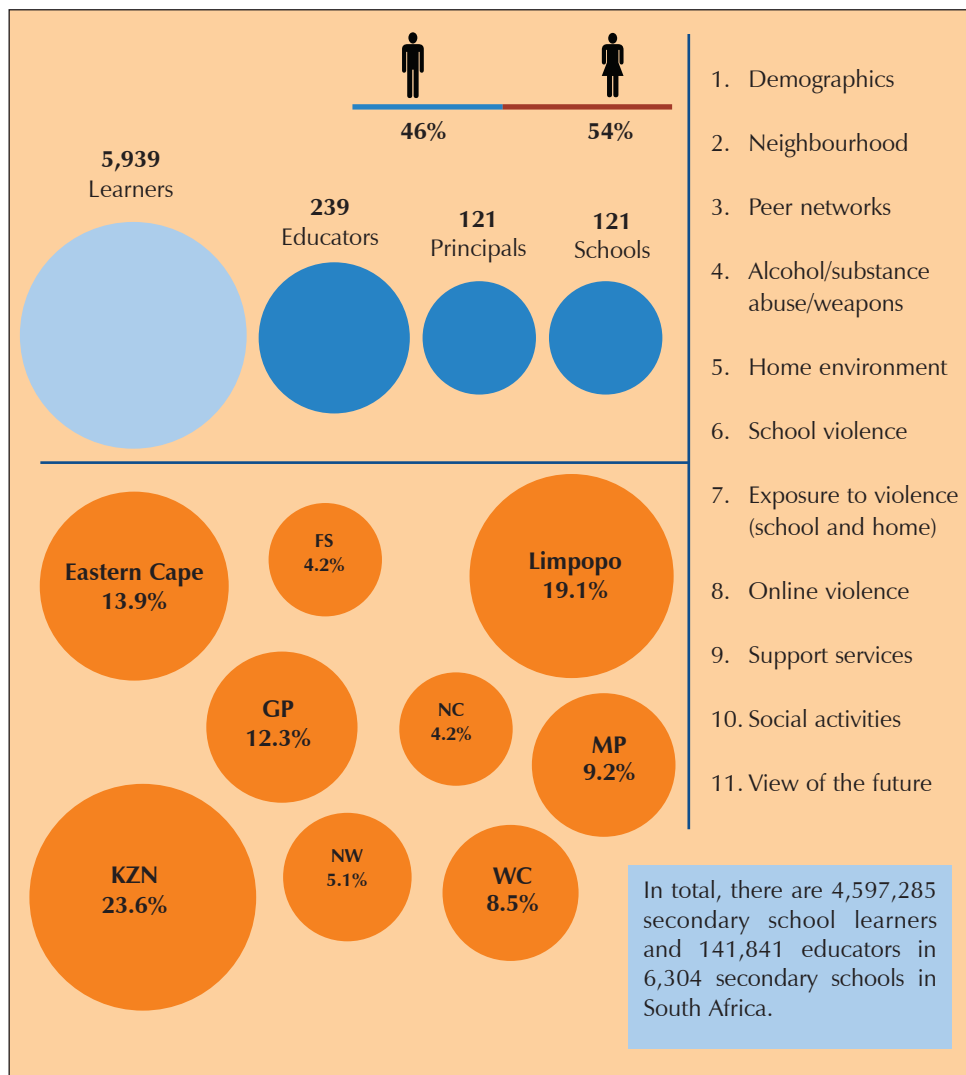 46%
54%
5,939
Learners
239
Educators
121
Principals
121
Schools
Eastern Cape
13.9%
FS
4.2%
Limpopo
19.1%
GP
12.3%
NC
4.2%
MP
9.2%
KZN
23.6%
NW
5.1%
WC
8.5%
1. Demographics
2. Neighbourhood
3. Peer networks
4. Alcohol/substance
abuse/weapons
5. Home environment
6. School violence
7. Exposure to violence
(school and home)
8. Online violence
9. Support services
10. Social activities
11. View of the future
In total, there are 4,597,285
secondary school learners
and 141,841 educators in
6,304 secondary schools in
South Africa.